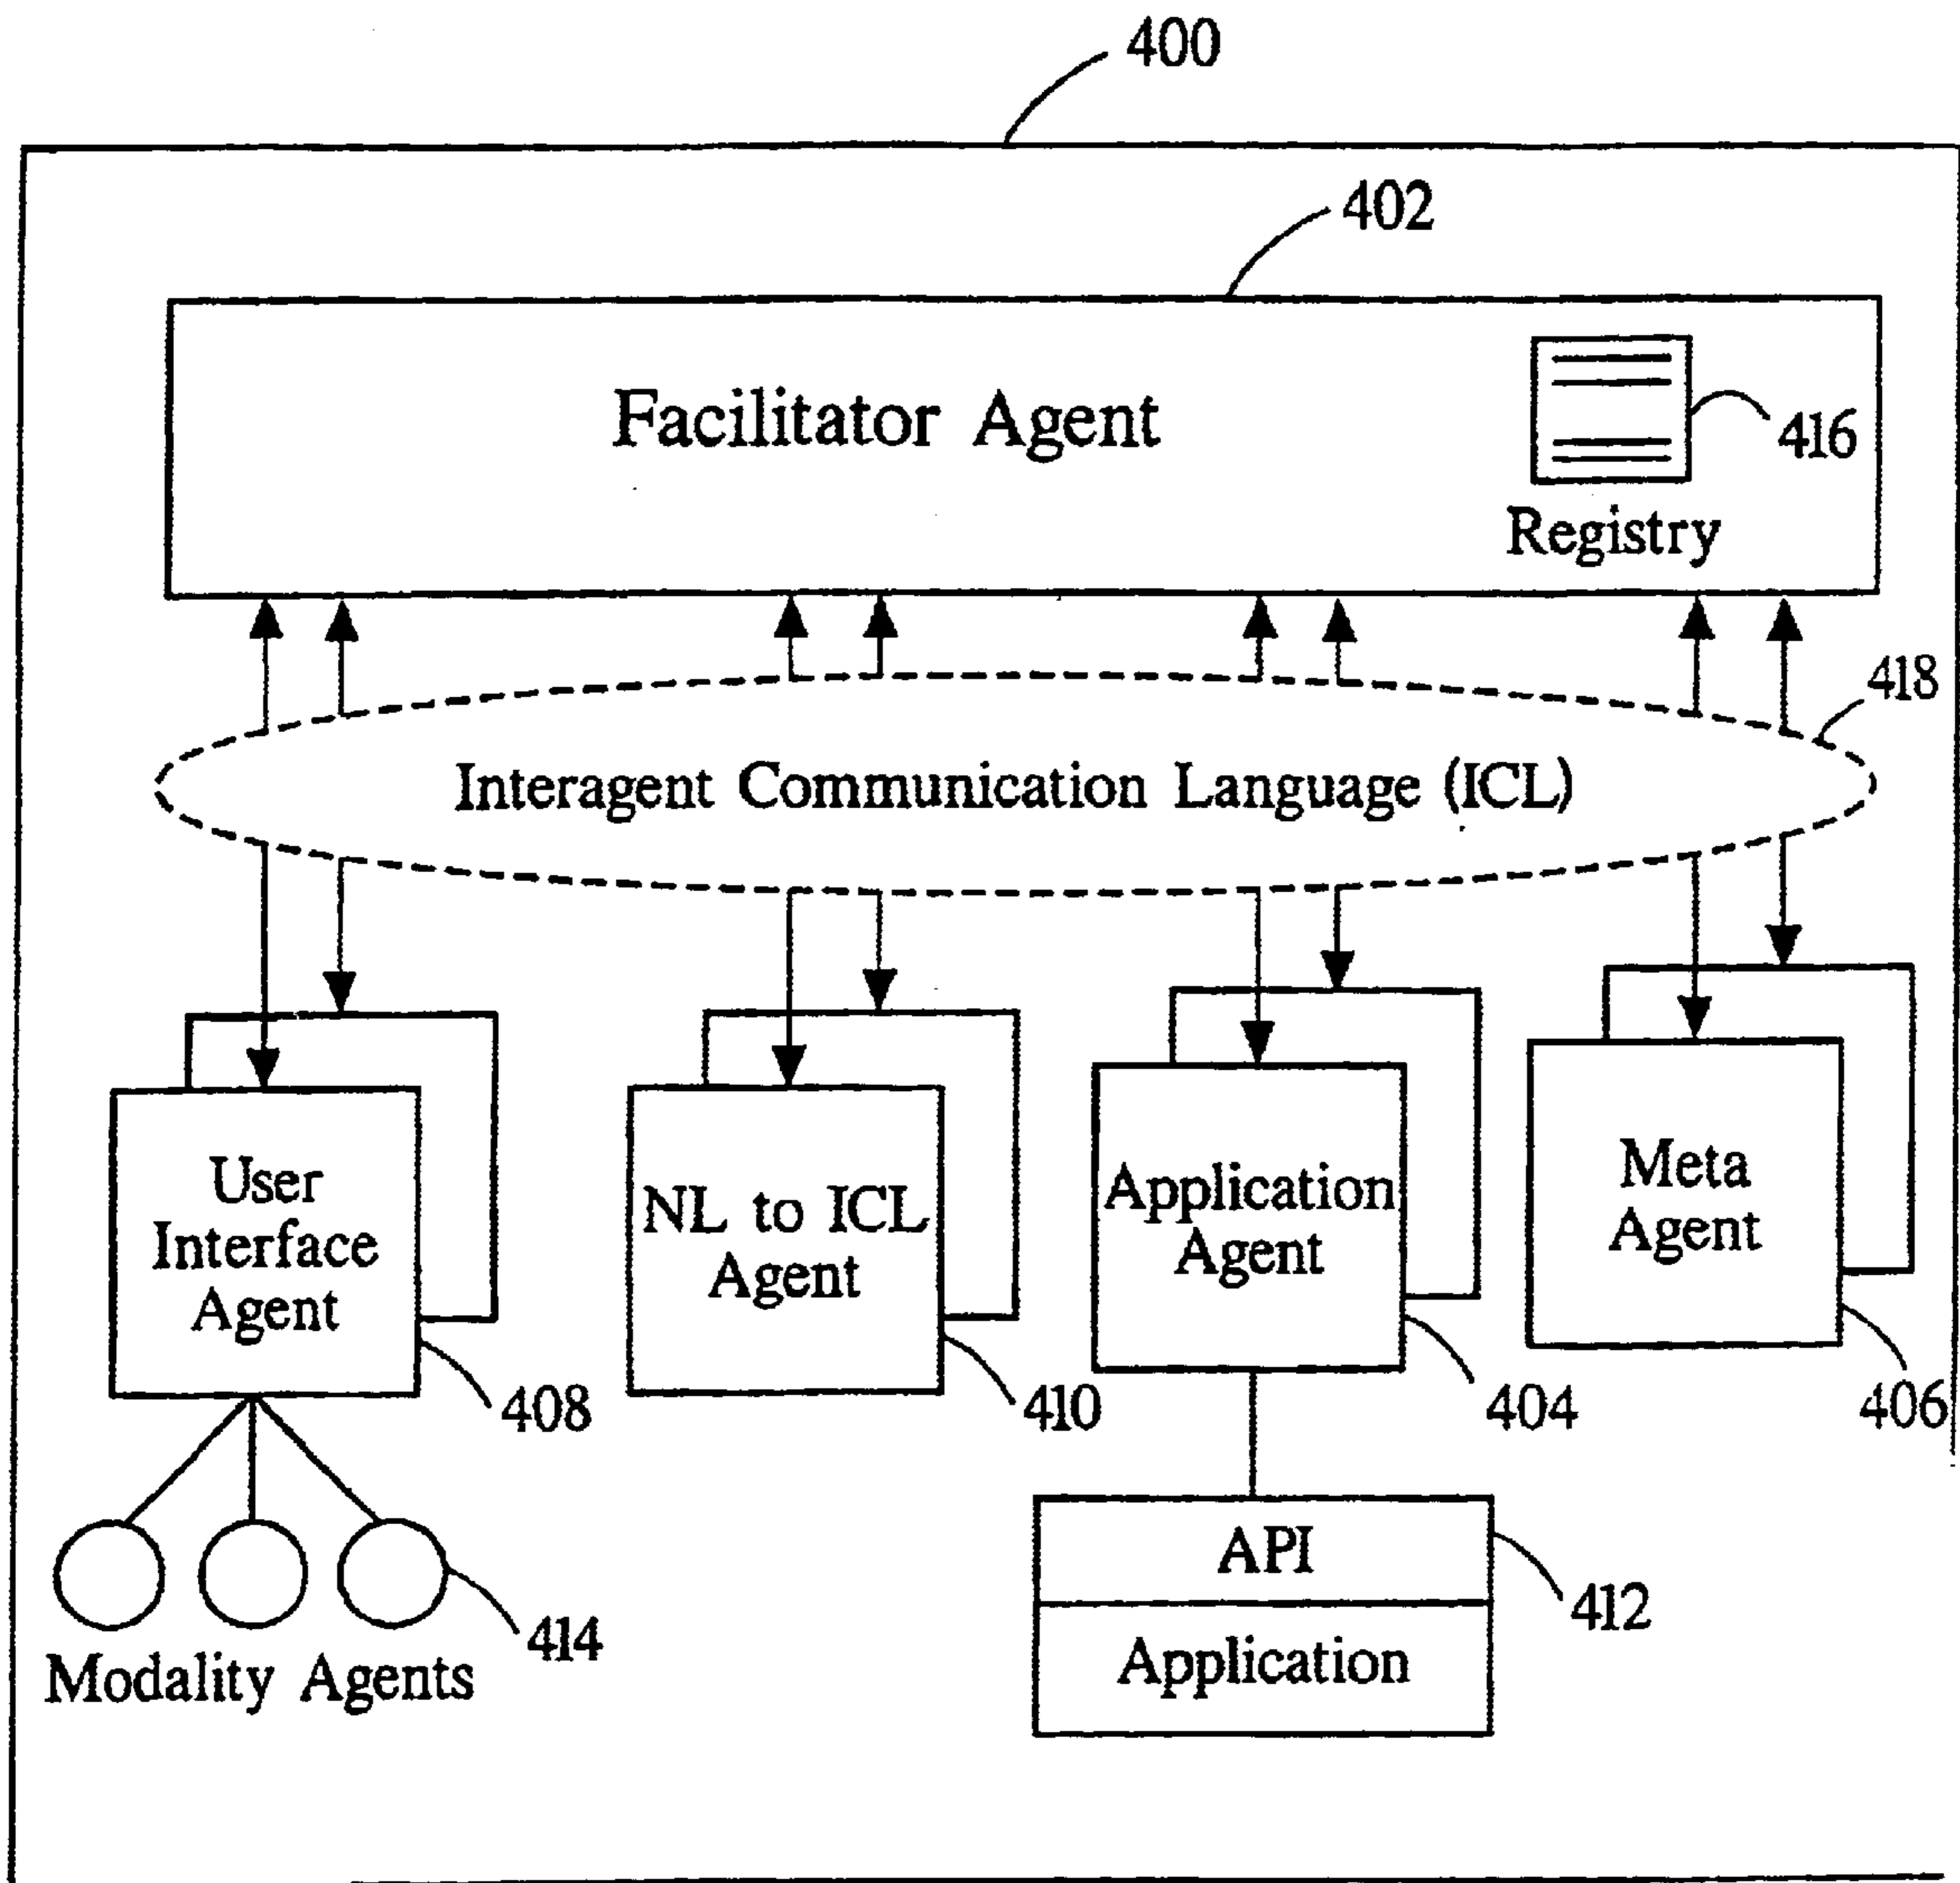 400
402
Facilitator Agent
416
Registry
418
Interagent Communication Language (ICL)
User
Interface
Agent
408
NL to ICL
Agent
410
Application
Agent
404
Meta
Agent
406
414
Modality Agents
API
412
Application